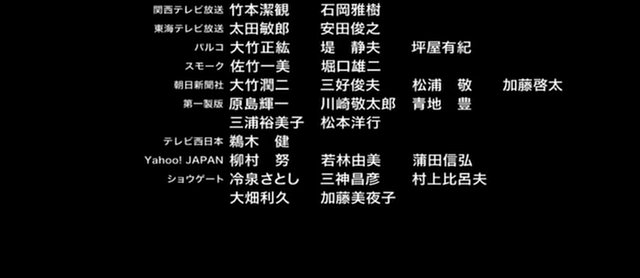 関西テレビ放送 竹本潔観 石岡雅樹
東海テレビ放送 太田敏郎 安田俊之
パルコ 大竹正紘 堤　静夫 坪屋有紀
スモーク 佐竹一美 堀口雄二
朝日新聞社 大竹潤二 三好俊夫 松浦　敬 加藤啓太
第一製版 原島輝一 川崎敬太郎 青地　豊
三浦裕美子 松本洋行
テレビ西日本 鵜木　健
Yahoo! JAPAN 柳村　努 若林由美 蒲田信弘
ショウゲート 冷泉さとし 三神昌彦 村上比呂夫
大畑利久 加藤美夜子